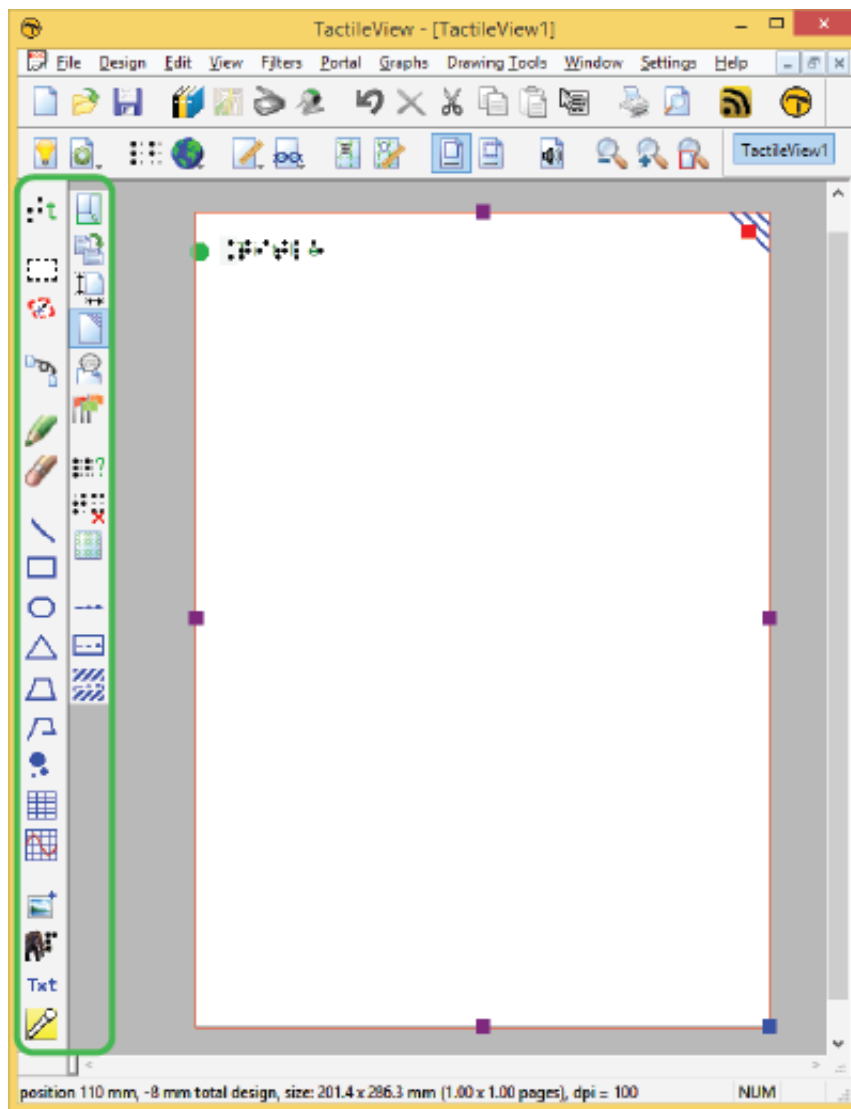 TactileView - [TactileView1]
File Design Edit View Filters Portal Graphs Drawing Tools Window Settings Help
TactileView1
t
?
Txt
position 110 mm, -8 mm total design, size: 201.4 x 286.3 mm (1.00 x 1.00 pages), dpi = 100 NUM